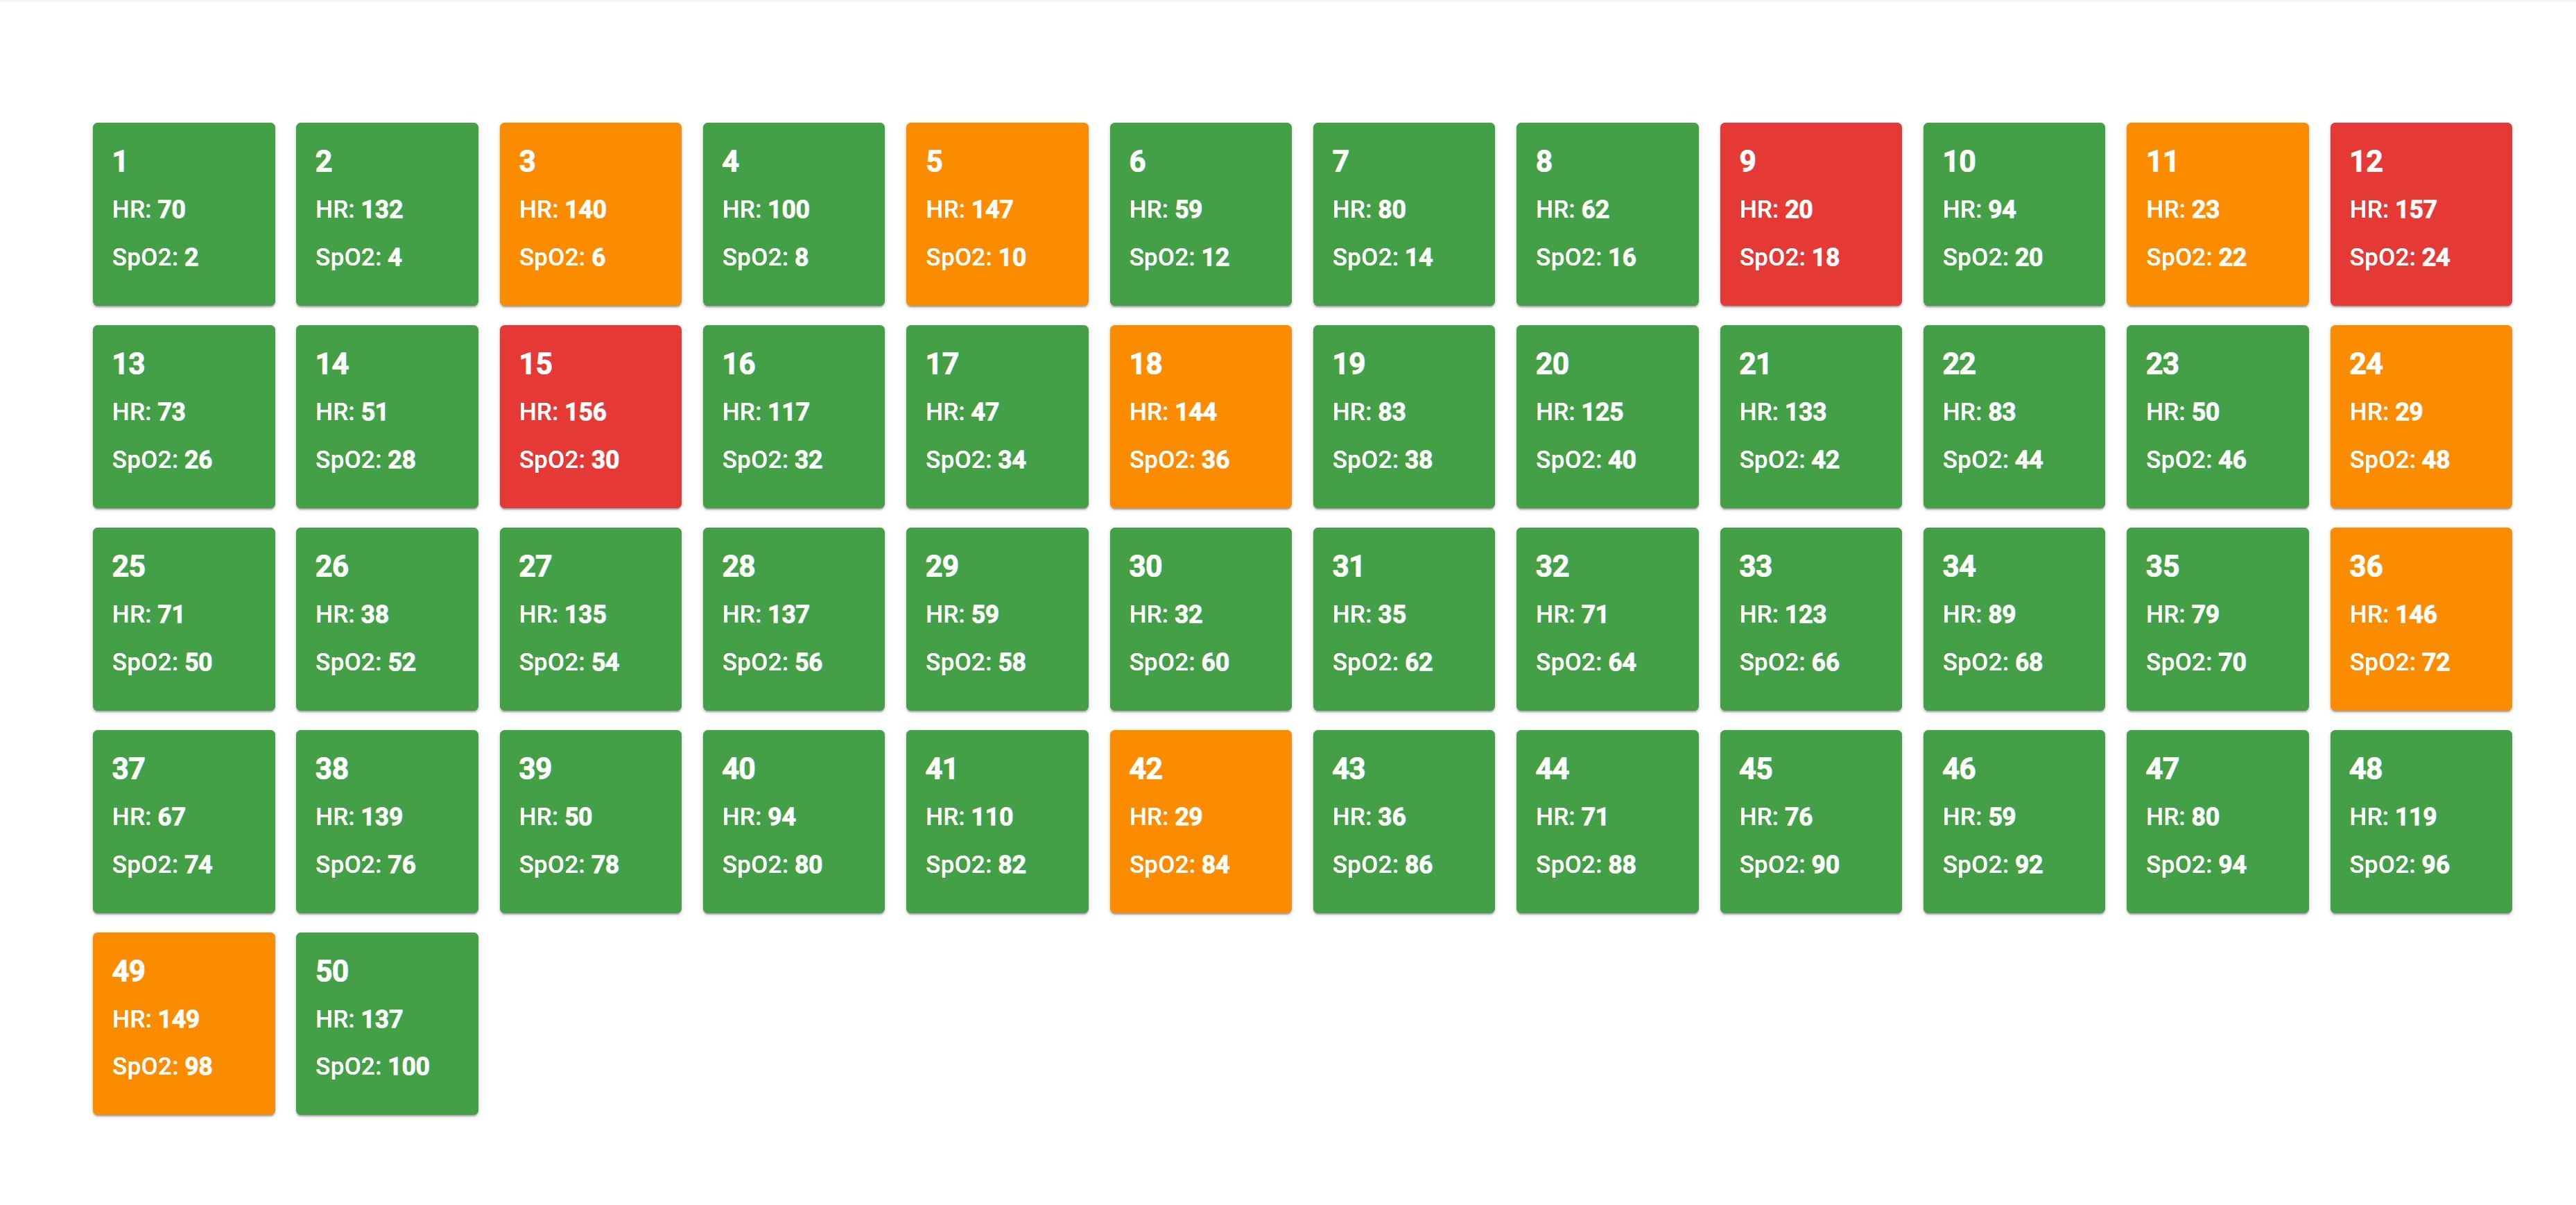 1
HR: 70
SpO2: 2
2
HR: 132
SpO2: 4
3
HR: 140
SpO2: 6
4
HR: 100
SpO2: 8
5
HR: 147
SpO2: 10
6
HR: 59
SpO2: 12
7
HR: 80
SpO2: 14
8
HR: 62
SpO2: 16
9
HR: 20
SpO2: 18
10
HR: 94
SpO2: 20
11
HR: 23
SpO2: 22
12
HR: 157
SpO2: 24
13
HR: 73
SpO2: 26
14
HR: 51
SpO2: 28
15
HR: 156
SpO2: 30
16
HR: 117
SpO2: 32
17
HR: 47
SpO2: 34
18
HR: 144
SpO2: 36
19
HR: 83
SpO2: 38
20
HR: 125
SpO2: 40
21
HR: 133
SpO2: 42
22
HR: 83
SpO2: 44
23
HR: 50
SpO2: 46
24
HR: 29
SpO2: 48
25
HR: 71
SpO2: 50
26
HR: 38
SpO2: 52
27
HR: 135
SpO2: 54
28
HR: 137
SpO2: 56
29
HR: 59
SpO2: 58
30
HR: 32
SpO2: 60
31
HR: 35
SpO2: 62
32
HR: 71
SpO2: 64
33
HR: 123
SpO2: 66
34
HR: 89
SpO2: 68
35
HR: 79
SpO2: 70
36
HR: 146
SpO2: 72
37
HR: 67
SpO2: 74
38
HR: 139
SpO2: 76
39
HR: 50
SpO2: 78
40
HR: 94
SpO2: 80
41
HR: 110
SpO2: 82
42
HR: 29
SpO2: 84
43
HR: 36
SpO2: 86
44
HR: 71
SpO2: 88
45
HR: 76
SpO2: 90
46
HR: 59
SpO2: 92
47
HR: 80
SpO2: 94
48
HR: 119
SpO2: 96
49
HR: 149
SpO2: 98
50
HR: 137
SpO2: 100